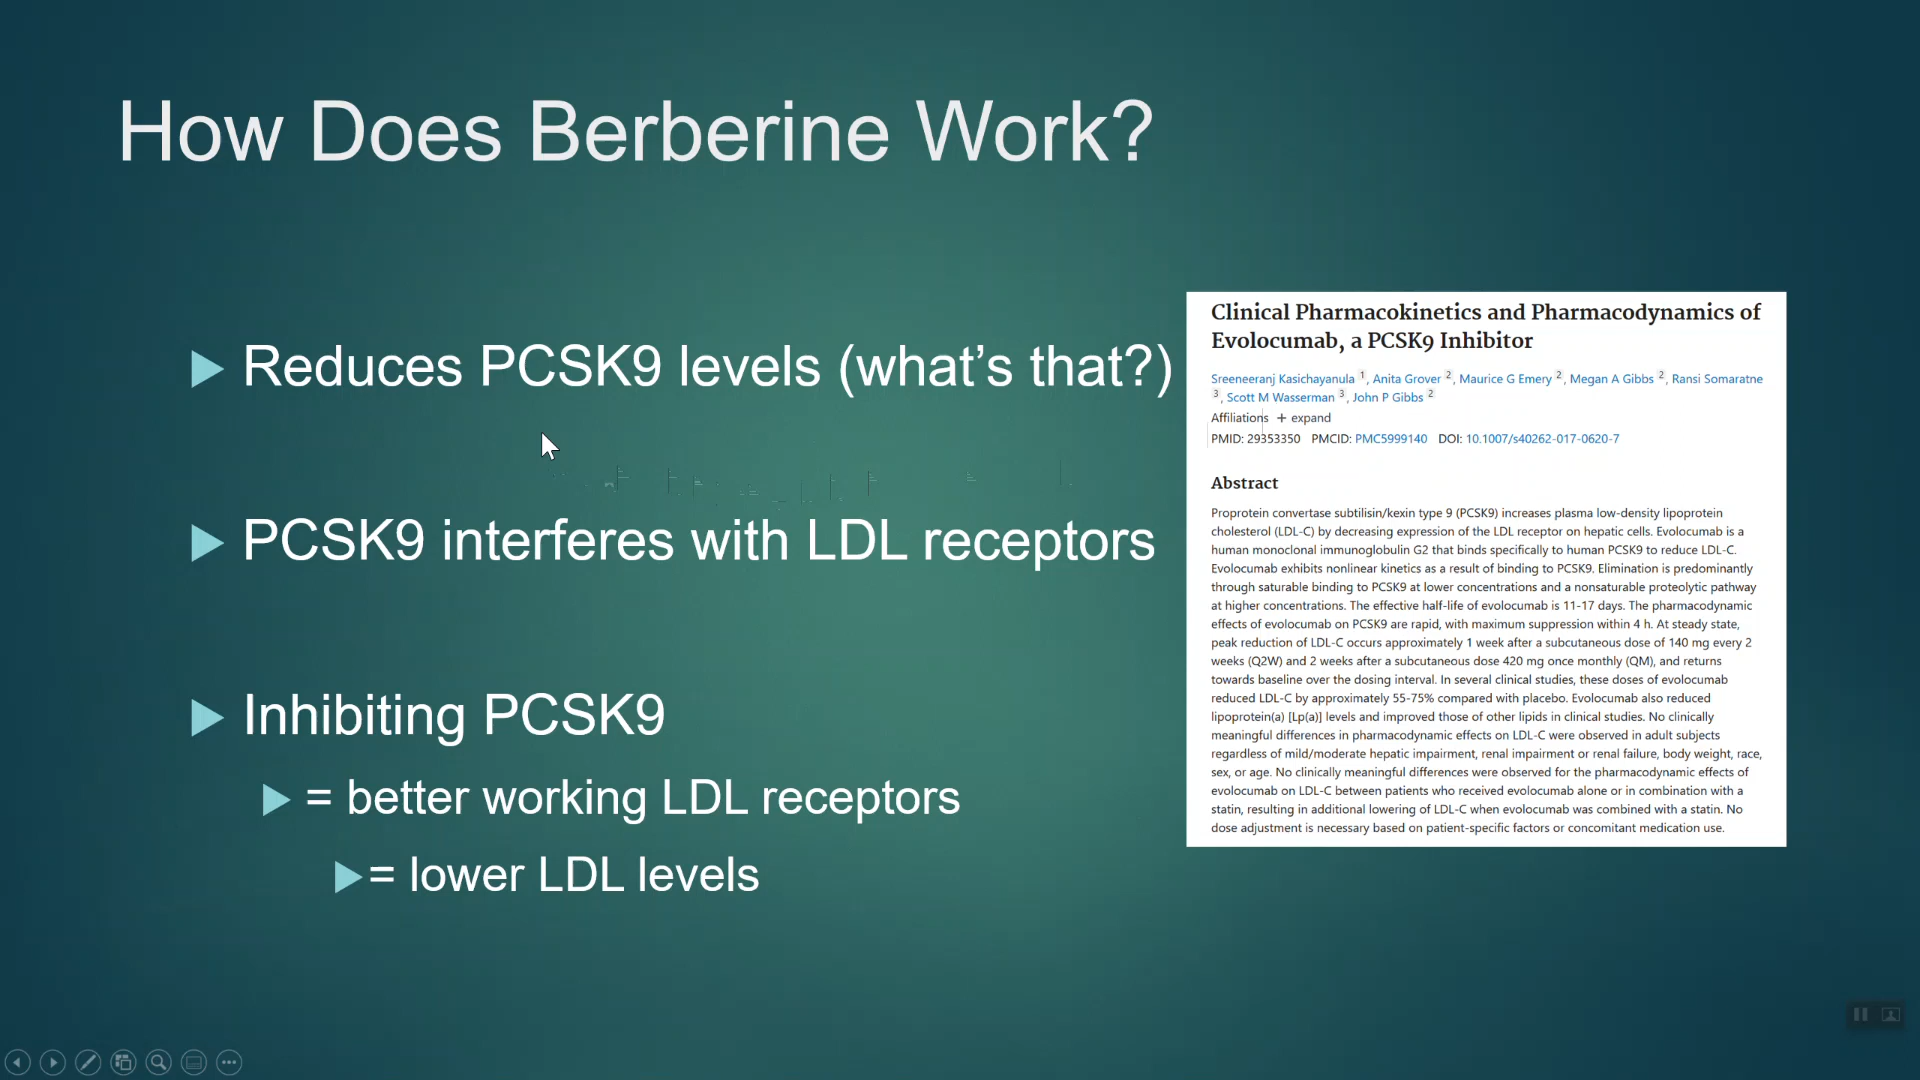 How Does Berberine Work?
Reduces PCSK9 levels (what’s that?)
PCSK9 interferes with LDL receptors
Inhibiting PCSK9
= better working LDL receptors
= lower LDL levels
Clinical Pharmacokinetics and Pharmacodynamics of
Evolocumab, a PCSK9 Inhibitor
Sreeneeranj Kasichayanula 1, Anita Grover 2, Maurice G Emery 2, Megan A Gibbs 2, Ransi Somaratne
3, Scott M Wasserman 3, John P Gibbs 2
Affiliations + expand
PMID: 29353350 PMCID: PMC5999140 DOI: 10.1007/s40262-017-0620-7
Abstract
Proprotein convertase subtilisin/kexin type 9 (PCSK9) increases plasma low-density lipoprotein
cholesterol (LDL-C) by decreasing expression of the LDL receptor on hepatic cells. Evolocumab is a
human monoclonal immunoglobulin G2 that binds specifically to human PCSK9 to reduce LDL-C.
Evolocumab exhibits nonlinear kinetics as a result of binding to PCSK9. Elimination is predominantly
through saturable binding to PCSK9 at lower concentrations and a nonsaturable proteolytic pathway
at higher concentrations. The effective half-life of evolocumab is 11-17 days. The pharmacodynamic
effects of evolocumab on PCSK9 are rapid, with maximum suppression within 4 h. At steady state,
peak reduction of LDL-C occurs approximately 1 week after a subcutaneous dose of 140 mg every 2
weeks (Q2W) and 2 weeks after a subcutaneous dose 420 mg once monthly (QM), and returns
towards baseline over the dosing interval. In several clinical studies, these doses of evolocumab
reduced LDL-C by approximately 55-75% compared with placebo. Evolocumab also reduced
lipoprotein(a) [Lp(a)] levels and improved those of other lipids in clinical studies. No clinically
meaningful differences in pharmacodynamic effects on LDL-C were observed in adult subjects
regardless of mild/moderate hepatic impairment, renal impairment or renal failure, body weight, race,
sex, or age. No clinically meaningful differences were observed for the pharmacodynamic effects of
evolocumab on LDL-C between patients who received evolocumab alone or in combination with a
statin, resulting in additional lowering of LDL-C when evolocumab was combined with a statin. No
dose adjustment is necessary based on patient-specific factors or concomitant medication use.